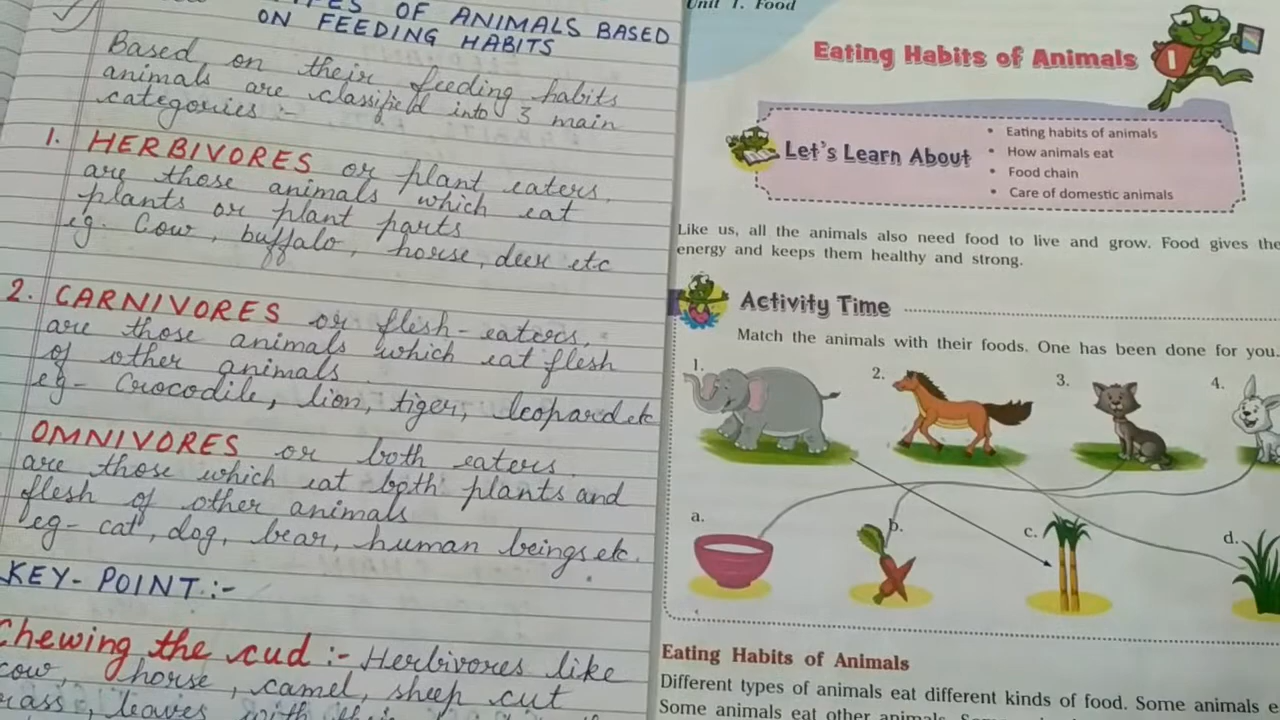 OF ANIMALS BASED
ON FEEDING HABITS
Based on their feeding habits
animals are classified into 3 main
categories :-
1. HERBIVORES or plant eaters,
are those animals which eat
plants or plant parts
eg. Cow, buffalo, horse, deer etc
2. CARNIVORES or flesh-eaters,
are those animals which eat flesh
of other animals
eg- Crocodile, lion, tiger, leopard etc
OMNIVORES or both eaters
are those which eat both plants and
flesh of other animals
eg- cat, dog, bear, human beings etc.
KEY-POINT :-
Chewing the cud :- Herbivores like
cow, horse, camel, sheep cut
leaves with
Unit 1. Food
Eating Habits of Animals
1
Let's Learn About
• Eating habits of animals
• How animals eat
• Food chain
• Care of domestic animals
Like us, all the animals also need food to live and grow. Food gives the
energy and keeps them healthy and strong.
Activity Time
Match the animals with their foods. One has been done for you.
1. 2. 3. 4.
a. b. c. d.
Eating Habits of Animals
Different types of animals eat different kinds of food. Some animals
Some animals eat other